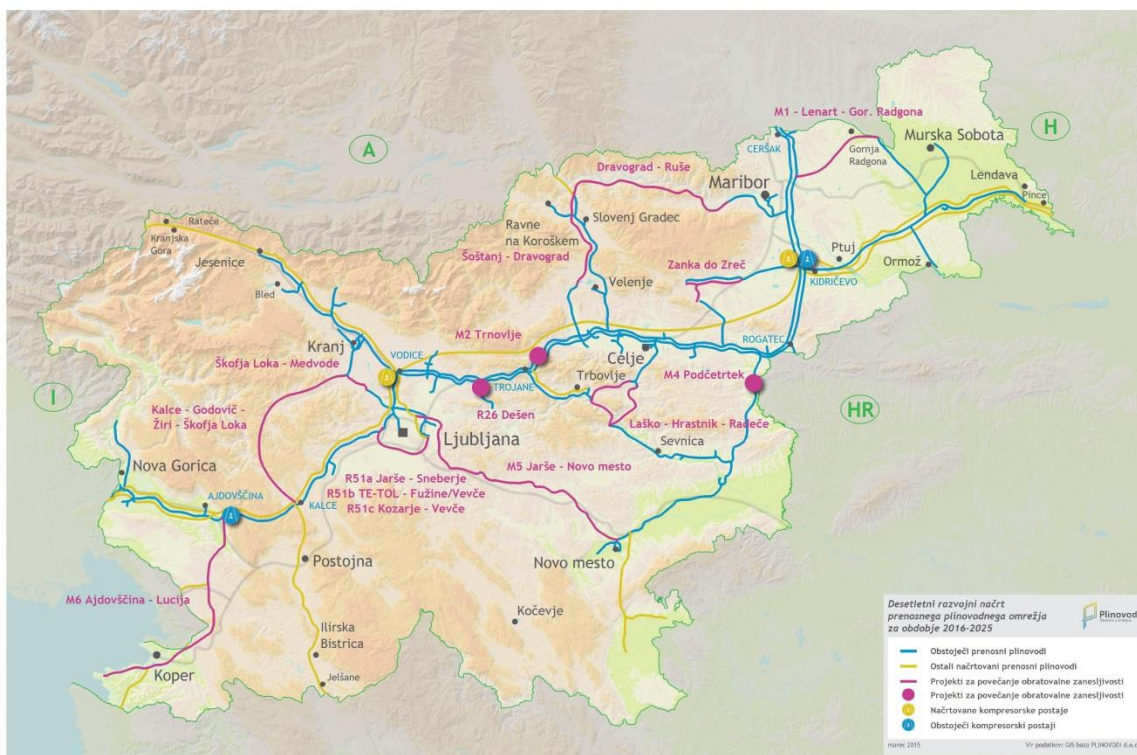 M1 - Lenart - Gor. Radgona
H
A
CERŠAK
Gornja
Radgona
Murska Sobota
Dravograd - Ruše
Maribor
Lendava
Pince
Ravne
na Koroškem
Slovenj Gradec
Rateče
Kranjska
Gora
Jesenice
Šoštanj - Dravograd
Zanka do Zreč
Ptuj
Ormož
KIDRIČEVO
Bled
Velenje
M2 Trnovlje
Kranj
VODICE
ROGATEC
Celje
Škofja Loka - Medvode
TROJANE
Trbovlje
M4 Podčetrtek
I
HR
R26 Dešen
Kalce - Godovič -
Žiri - Škofja Loka
Laško - Hrastnik - Radeče
Ljubljana
Sevnica
Nova Gorica
M5 Jarše - Novo mesto
R51a Jarše - Sneberje
R51b TE-TOL - Fužine/Vevče
R51c Kozarje - Vevče
AJDOVŠČINA
KALCE
Postojna
Novo mesto
M6 Ajdovščina - Lucija
Kočevje
Ilirska
Bistrica
Koper
Jelšane
Desetletni razvojni načrt
prenosnega plinovodnega omrežja
za obdobje 2016-2025
Plinovodi
Obstoječi prenosni plinovodi
Ostali načrtovani prenosni plinovodi
Projekti za povečanje obratovalne zanesljivosti
Projekti za povečanje obratovalne zanesljivosti
Načrtovane kompresorske postaje
Obstoječi kompresorski postaji
marec 2015
Vir podatkov: GIS baza PLINOVODI d.o.o.